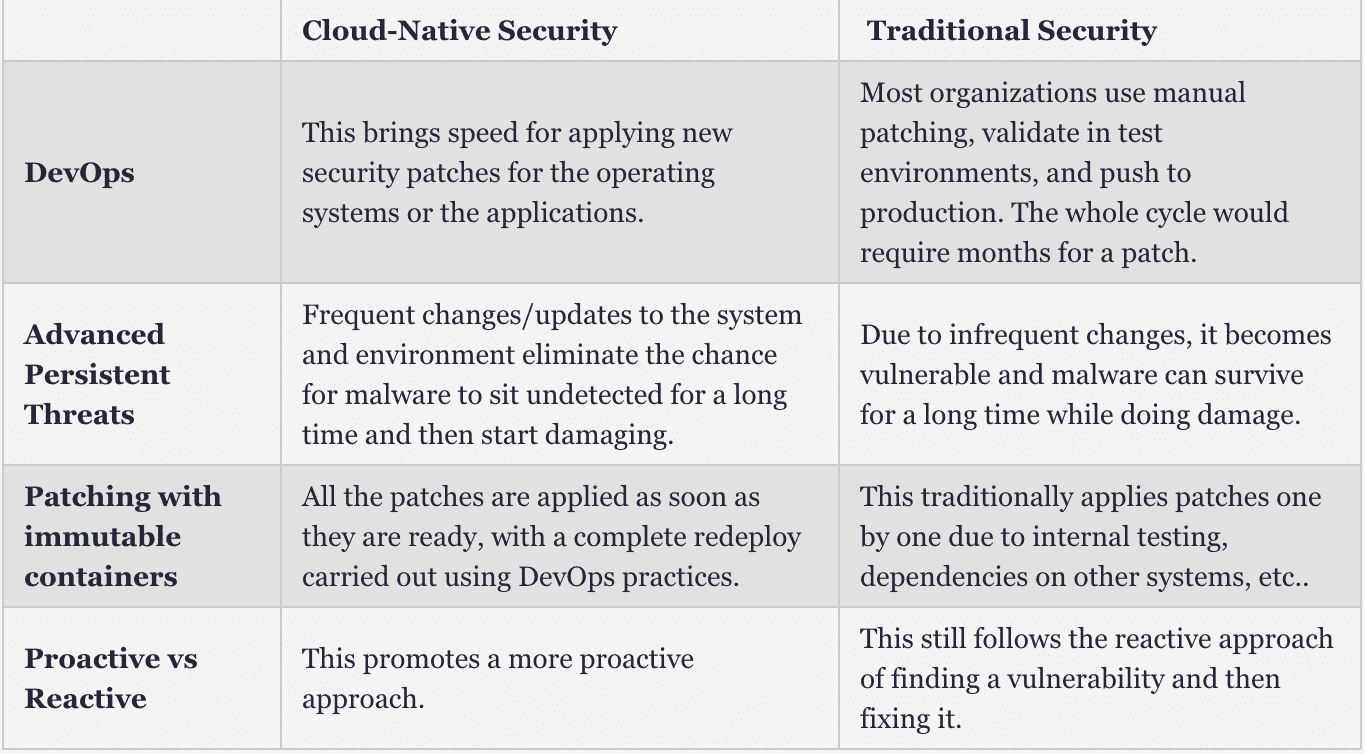 Cloud-Native Security
Traditional Security
DevOps
This brings speed for applying new
security patches for the operating
systems or the applications.
Most organizations use manual
patching, validate in test
environments, and push to
production. The whole cycle would
require months for a patch.
Advanced
Persistent
Threats
Frequent changes/updates to the system
and environment eliminate the chance
for malware to sit undetected for a long
time and then start damaging.
Due to infrequent changes, it becomes
vulnerable and malware can survive
for a long time while doing damage.
Patching with
immutable
containers
All the patches are applied as soon as
they are ready, with a complete redeploy
carried out using DevOps practices.
This traditionally applies patches one
by one due to internal testing,
dependencies on other systems, etc..
Proactive vs
Reactive
This promotes a more proactive
approach.
This still follows the reactive approach
of finding a vulnerability and then
fixing it.